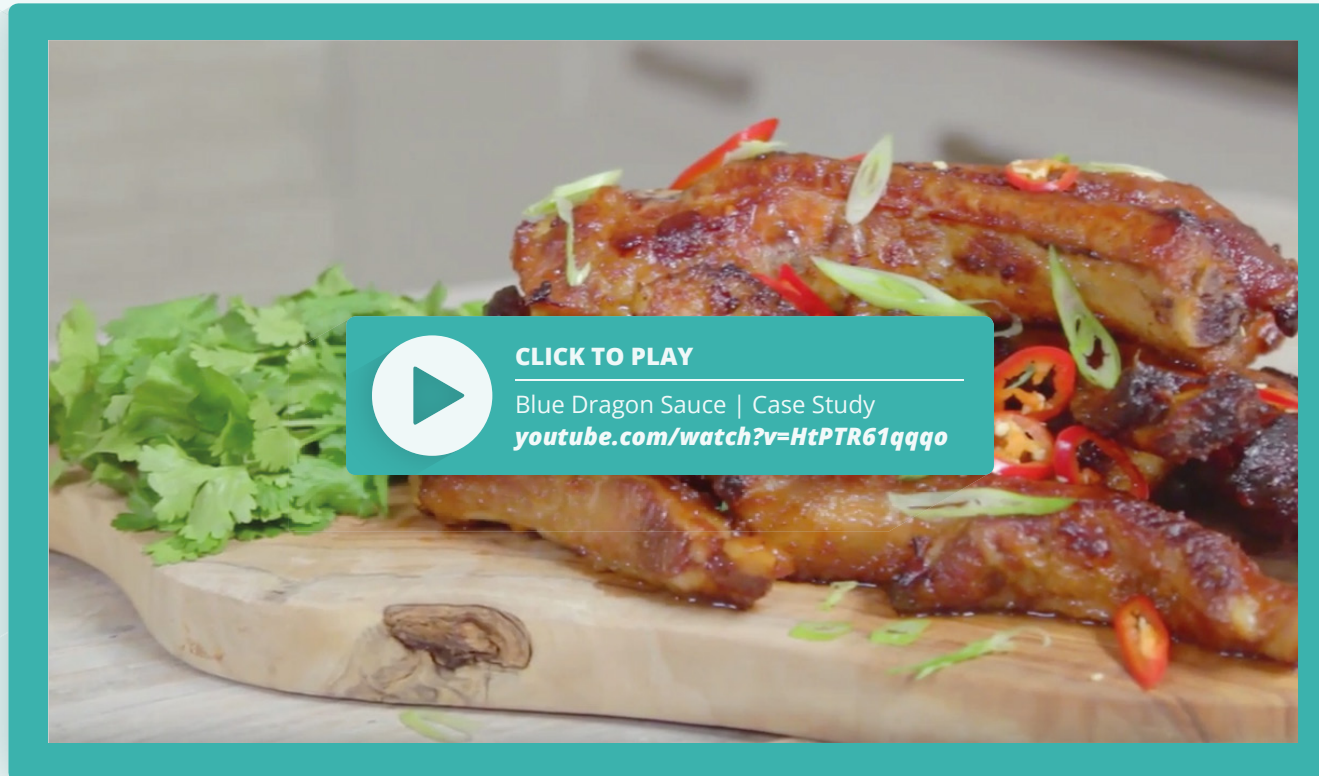 CLICK TO PLAY
Blue Dragon Sauce | Case Study
youtube.com/watch?v=HtPTR61qqqo